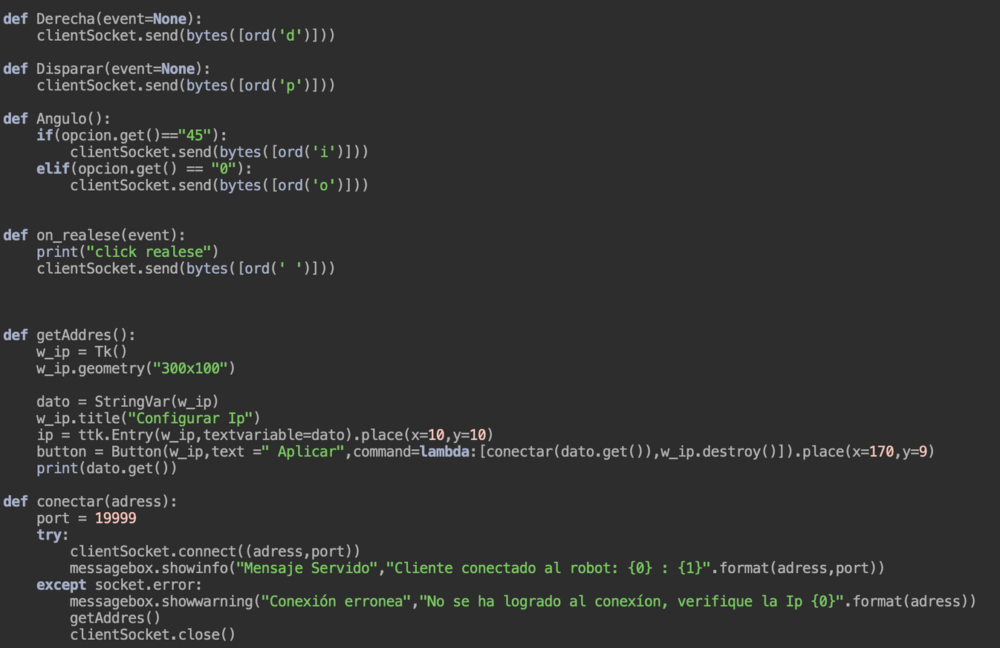 def Derecha(event=None):
    clientSocket.send(bytes([ord('d')]))

def Disparar(event=None):
    clientSocket.send(bytes([ord('p')]))

def Angulo():
    if(opcion.get()=="45"):
        clientSocket.send(bytes([ord('i')]))
    elif(opcion.get() == "0"):
        clientSocket.send(bytes([ord('o')]))


def on_realese(event):
    print("click realese")
    clientSocket.send(bytes([ord(' ')]))



def getAddres():
    w_ip = Tk()
    w_ip.geometry("300x100")

    dato = StringVar(w_ip)
    w_ip.title("Configurar Ip")
    ip = ttk.Entry(w_ip,textvariable=dato).place(x=10,y=10)
    button = Button(w_ip,text =" Aplicar",command=lambda:[conectar(dato.get()),w_ip.destroy()]).place(x=170,y=9)
    print(dato.get())

def conectar(adress):
    port = 19999
    try:
        clientSocket.connect((adress,port))
        messagebox.showinfo("Mensaje Servido","Cliente conectado al robot: {0} : {1}".format(adress,port))
    except socket.error:
        messagebox.showwarning("Conexión erronea","No se ha logrado al conexíon, verifique la Ip {0}".format(adress))
        getAddres()
        clientSocket.close()